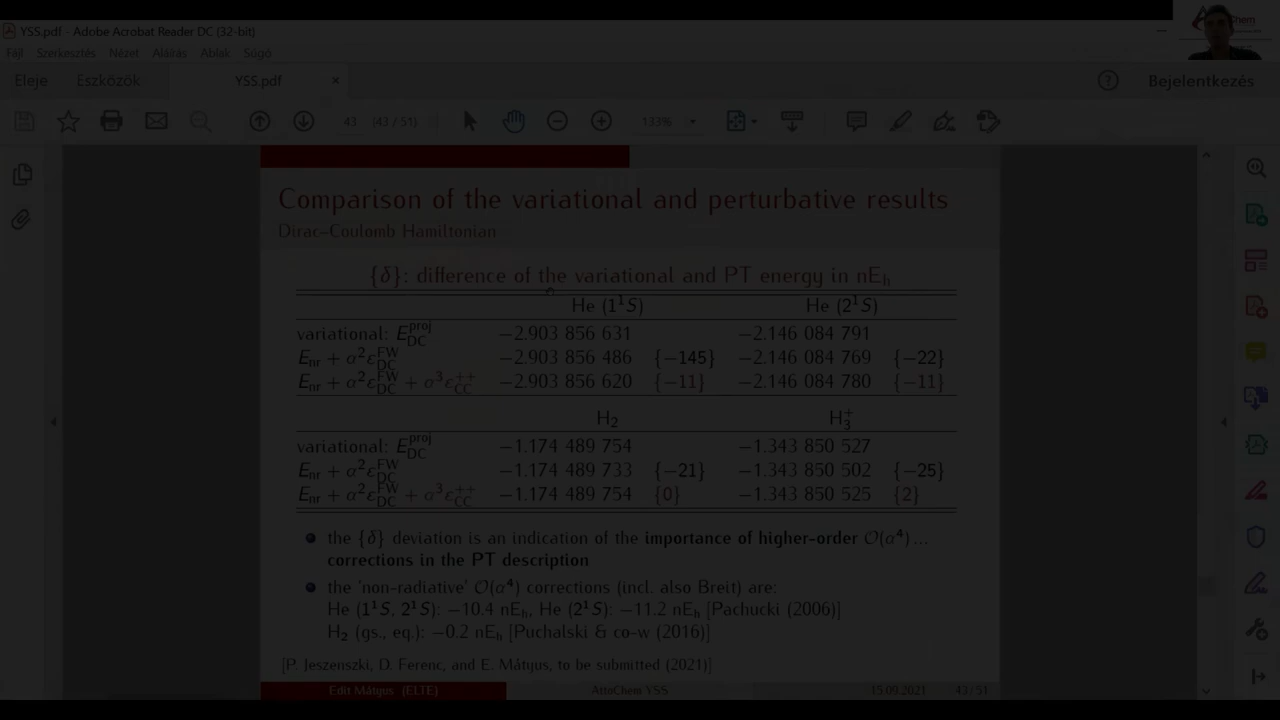 YSS.pdf - Adobe Acrobat Reader DC (32-bit)
Fájl Szerkesztés Nézet Aláírás Ablak Súgó
Eleje Eszközök YSS.pdf × ? Bejelentkezés
43 (43 / 51) 133%
Comparison of the variational and perturbative results
Dirac–Coulomb Hamiltonian
{δ}: difference of the variational and PT energy in nEₕ
He (1¹S) He (2¹S)
variational: E_DC^proj −2.903 856 631 −2.146 084 791
E_nr + α²ε_DC^FW −2.903 856 486 {−145} −2.146 084 769 {−22}
E_nr + α²ε_DC^FW + α³ε_CC^++ −2.903 856 620 {−11} −2.146 084 780 {−11}
H₂ H₃⁺
variational: E_DC^proj −1.174 489 754 −1.343 850 527
E_nr + α²ε_DC^FW −1.174 489 733 {−21} −1.343 850 502 {−25}
E_nr + α²ε_DC^FW + α³ε_CC^++ −1.174 489 754 {0} −1.343 850 525 {2}
• the {δ} deviation is an indication of the importance of higher-order O(α⁴)...
corrections in the PT description
• the 'non-radiative' O(α⁴) corrections (incl. also Breit) are:
He (1¹S, 2¹S): −10.4 nEₕ, He (2¹S): −11.2 nEₕ [Pachucki (2006)]
H₂ (gs., eq.): −0.2 nEₕ [Puchalski & co-w (2016)]
[P. Jeszenszki, D. Ferenc, and E. Mátyus, to be submitted (2021)]
Edit Mátyus (ELTE) AttoChem YSS 15.09.2021 43 / 51